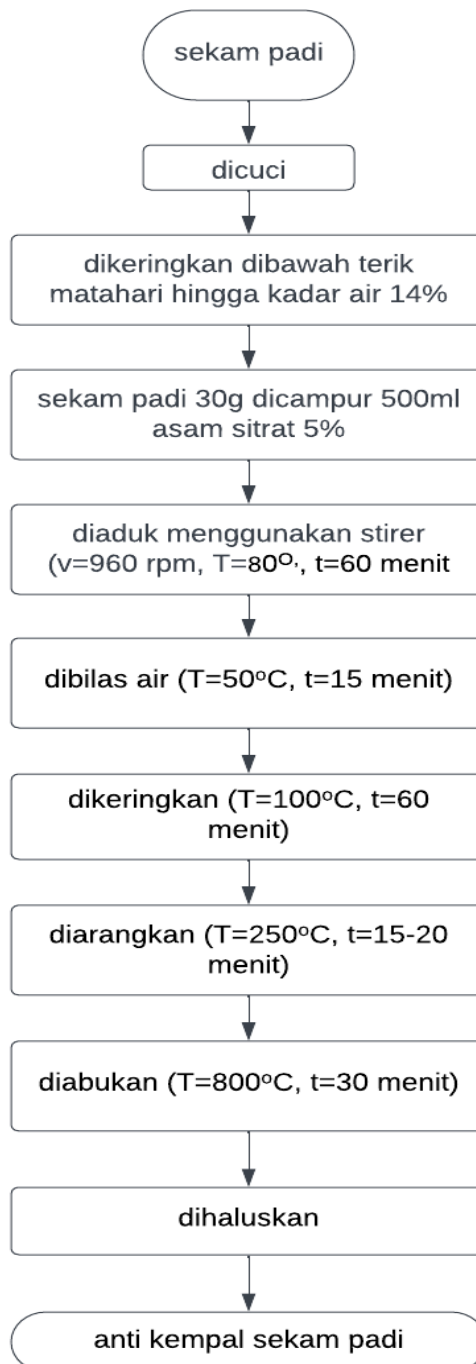 sekam padi
dicuci
dikeringkan dibawah terik
matahari hingga kadar air 14%
sekam padi 30g dicampur 500ml
asam sitrat 5%
diaduk menggunakan stirer
(v=960 rpm, T=80ᴼ,, t=60 menit
dibilas air (T=50ᵒC, t=15 menit)
dikeringkan (T=100ᵒC, t=60
menit)
diarangkan (T=250ᵒC, t=15-20
menit)
diabukan (T=800ᵒC, t=30 menit)
dihaluskan
anti kempal sekam padi